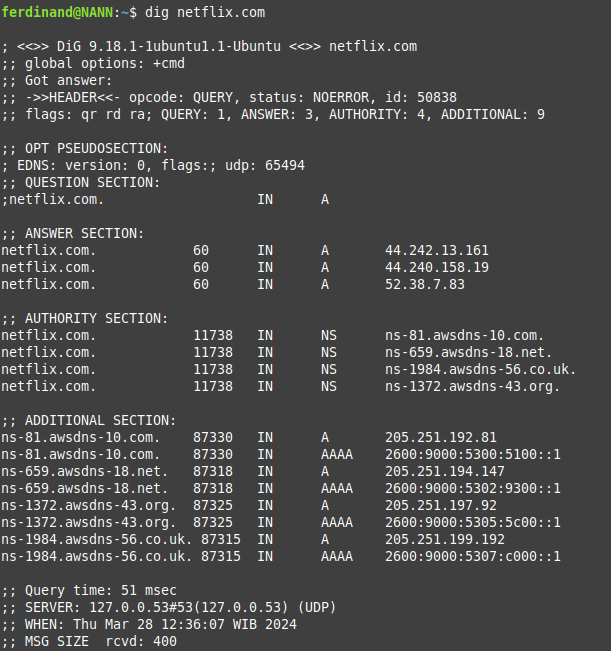 ferdinand@NANN:~$ dig netflix.com

; <<>> DiG 9.18.1-1ubuntu1.1-Ubuntu <<>> netflix.com
;; global options: +cmd
;; Got answer:
;; ->>HEADER<<- opcode: QUERY, status: NOERROR, id: 50838
;; flags: qr rd ra; QUERY: 1, ANSWER: 3, AUTHORITY: 4, ADDITIONAL: 9

;; OPT PSEUDOSECTION:
; EDNS: version: 0, flags:; udp: 65494
;; QUESTION SECTION:
;netflix.com.                   IN      A

;; ANSWER SECTION:
netflix.com.            60      IN      A       44.242.13.161
netflix.com.            60      IN      A       44.240.158.19
netflix.com.            60      IN      A       52.38.7.83

;; AUTHORITY SECTION:
netflix.com.            11738   IN      NS      ns-81.awsdns-10.com.
netflix.com.            11738   IN      NS      ns-659.awsdns-18.net.
netflix.com.            11738   IN      NS      ns-1984.awsdns-56.co.uk.
netflix.com.            11738   IN      NS      ns-1372.awsdns-43.org.

;; ADDITIONAL SECTION:
ns-81.awsdns-10.com.    87330   IN      A       205.251.192.81
ns-81.awsdns-10.com.    87330   IN      AAAA    2600:9000:5300:5100::1
ns-659.awsdns-18.net.   87318   IN      A       205.251.194.147
ns-659.awsdns-18.net.   87318   IN      AAAA    2600:9000:5302:9300::1
ns-1372.awsdns-43.org.  87325   IN      A       205.251.197.92
ns-1372.awsdns-43.org.  87325   IN      AAAA    2600:9000:5305:5c00::1
ns-1984.awsdns-56.co.uk. 87315  IN      A       205.251.199.192
ns-1984.awsdns-56.co.uk. 87315  IN      AAAA    2600:9000:5307:c000::1

;; Query time: 51 msec
;; SERVER: 127.0.0.53#53(127.0.0.53) (UDP)
;; WHEN: Thu Mar 28 12:36:07 WIB 2024
;; MSG SIZE  rcvd: 400